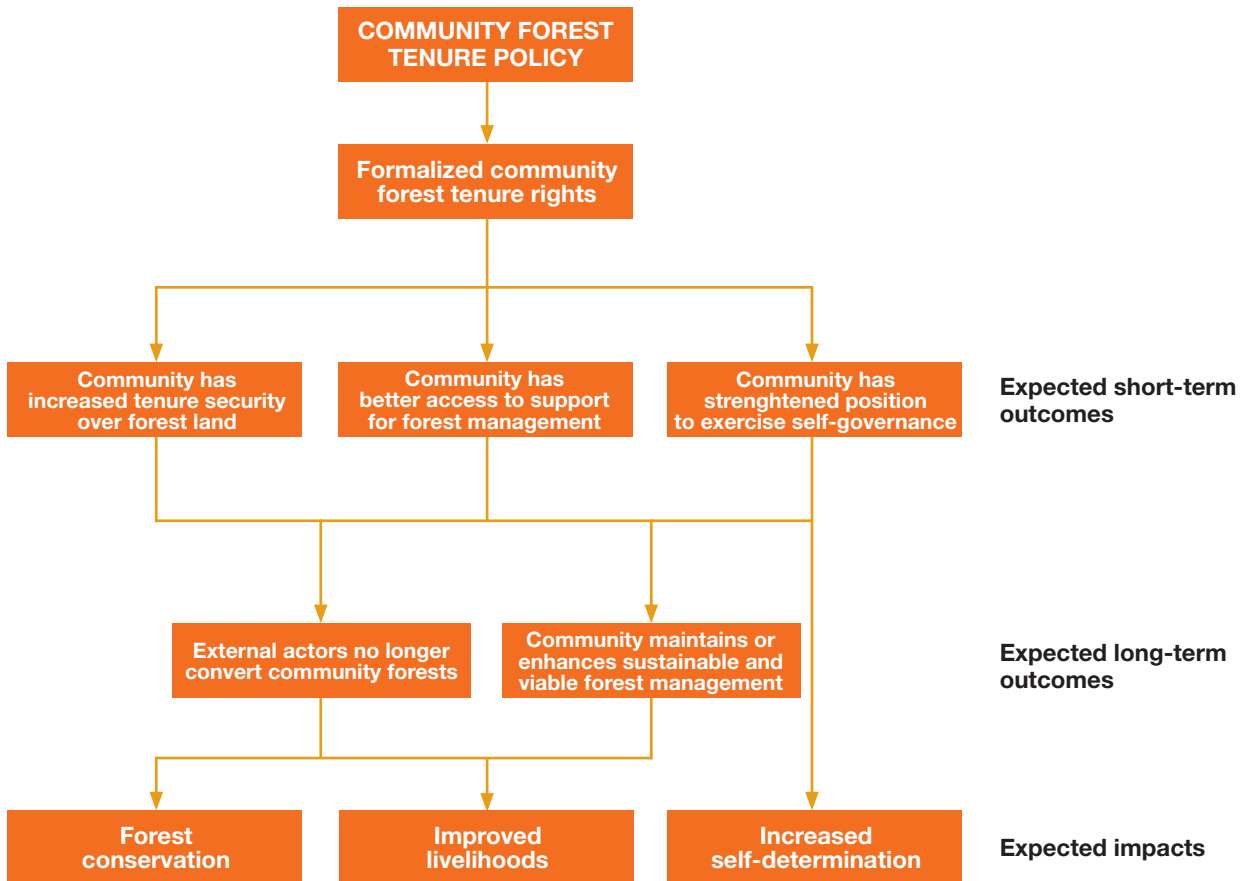 COMMUNITY FOREST
TENURE POLICY
Formalized community
forest tenure rights
Community has
increased tenure security
over forest land
Community has
better access to support
for forest management
Community has
strenghtened position
to exercise self-governance
Expected short-term
outcomes
External actors no longer
convert community forests
Community maintains or
enhances sustainable and
viable forest management
Expected long-term
outcomes
Forest
conservation
Improved
livelihoods
Increased
self-determination
Expected impacts